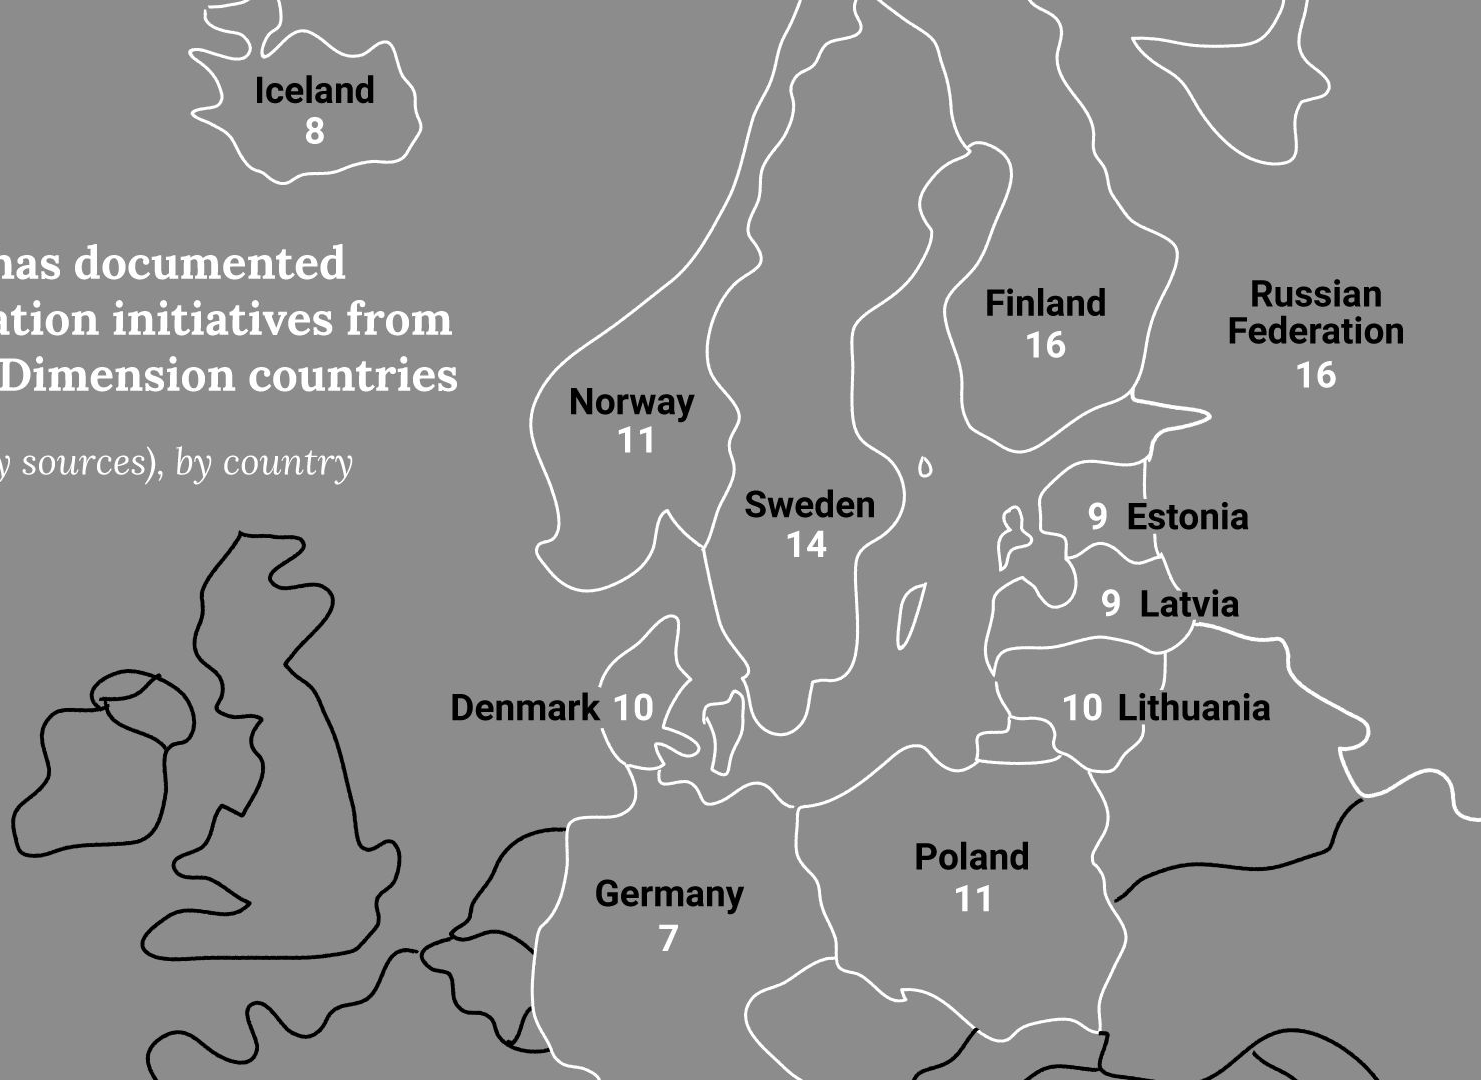 Iceland
8
has documented
ation initiatives from
Dimension countries
y sources), by country
Finland
16
Russian
Federation
16
Norway
11
Sweden
14
9 Estonia
9 Latvia
Denmark 10
10 Lithuania
Poland
11
Germany
7